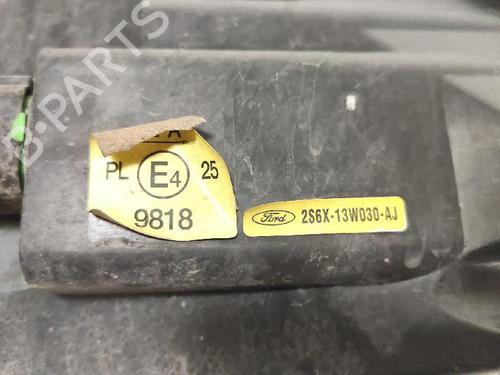 A
PL E4 25
9818
Ford 2S6X-13W030-AJ
B-PARTS